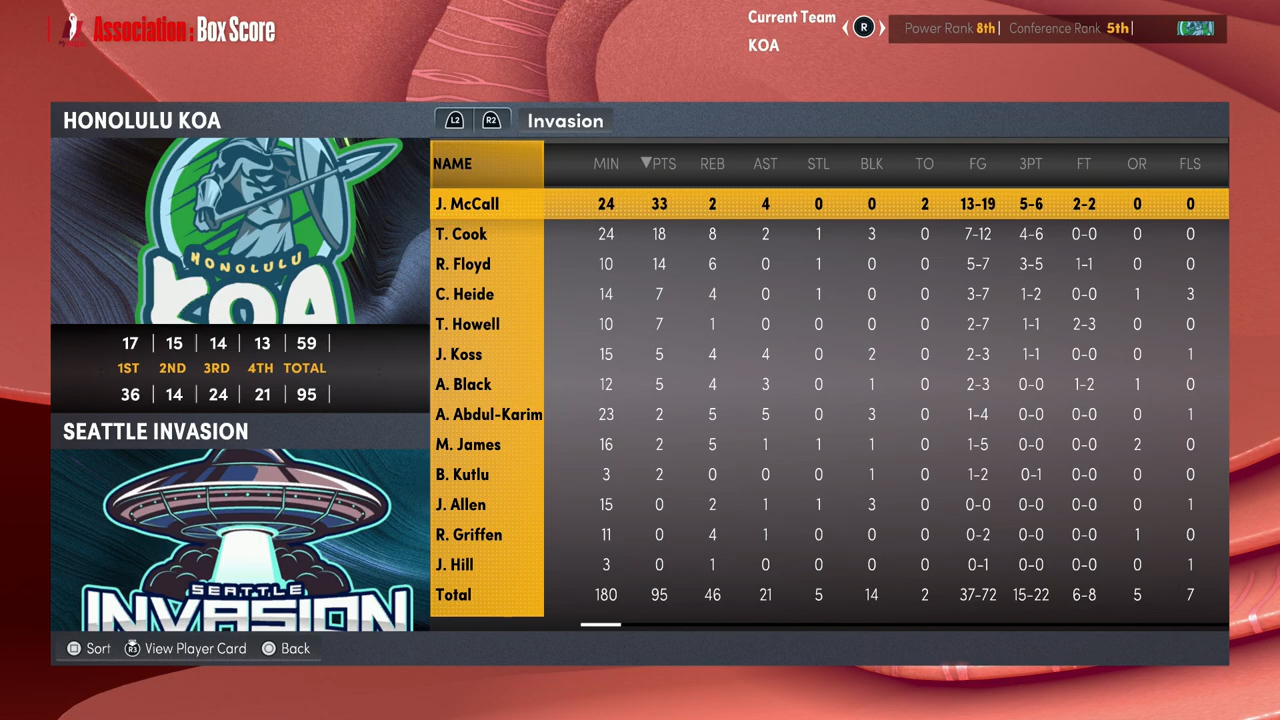 Association : Box Score
Current Team
KOA
R
Power Rank 8th| Conference Rank 5th|
HONOLULU KOA
L2 R2 Invasion
HONOLULU
KOA
17 | 15 | 14 | 13 | 59 |
1ST 2ND 3RD 4TH TOTAL
36 | 14 | 24 | 21 | 95 |
SEATTLE INVASION
SEATTLE
INVASION
NAME MIN ▼PTS REB AST STL BLK TO FG 3PT FT OR FLS
J. McCall 24 33 2 4 0 0 2 13-19 5-6 2-2 0 0
T. Cook 24 18 8 2 1 3 0 7-12 4-6 0-0 0 0
R. Floyd 10 14 6 0 1 0 0 5-7 3-5 1-1 0 0
C. Heide 14 7 4 0 1 0 0 3-7 1-2 0-0 1 3
T. Howell 10 7 1 0 0 0 0 2-7 1-1 2-3 0 0
J. Koss 15 5 4 4 0 2 0 2-3 1-1 0-0 0 1
A. Black 12 5 4 3 0 1 0 2-3 0-0 1-2 1 0
A. Abdul-Karim 23 2 5 5 0 3 0 1-4 0-0 0-0 0 1
M. James 16 2 5 1 1 1 0 1-5 0-0 0-0 2 0
B. Kutlu 3 2 0 0 0 1 0 1-2 0-1 0-0 0 0
J. Allen 15 0 2 1 1 3 0 0-0 0-0 0-0 0 1
R. Griffen 11 0 4 1 0 0 0 0-2 0-0 0-0 1 0
J. Hill 3 0 1 0 0 0 0 0-1 0-0 0-0 0 1
Total 180 95 46 21 5 14 2 37-72 15-22 6-8 5 7
Sort R3 View Player Card Back